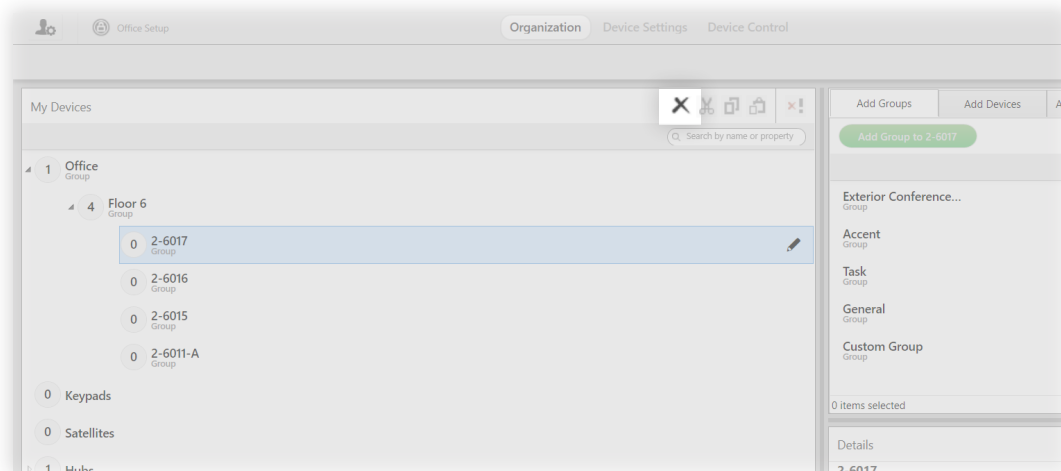 Office Setup
Organization Device Settings Device Control
My Devices
Search by name or property
1 Office
Group
4 Floor 6
Group
0 2-6017
Group
0 2-6016
Group
0 2-6015
Group
0 2-6011-A
Group
0 Keypads
0 Satellites
1 Hubs
Add Groups Add Devices A
Add Group to 2-6017
Exterior Conference...
Group
Accent
Group
Task
Group
General
Group
Custom Group
Group
0 items selected
Details
2-6017